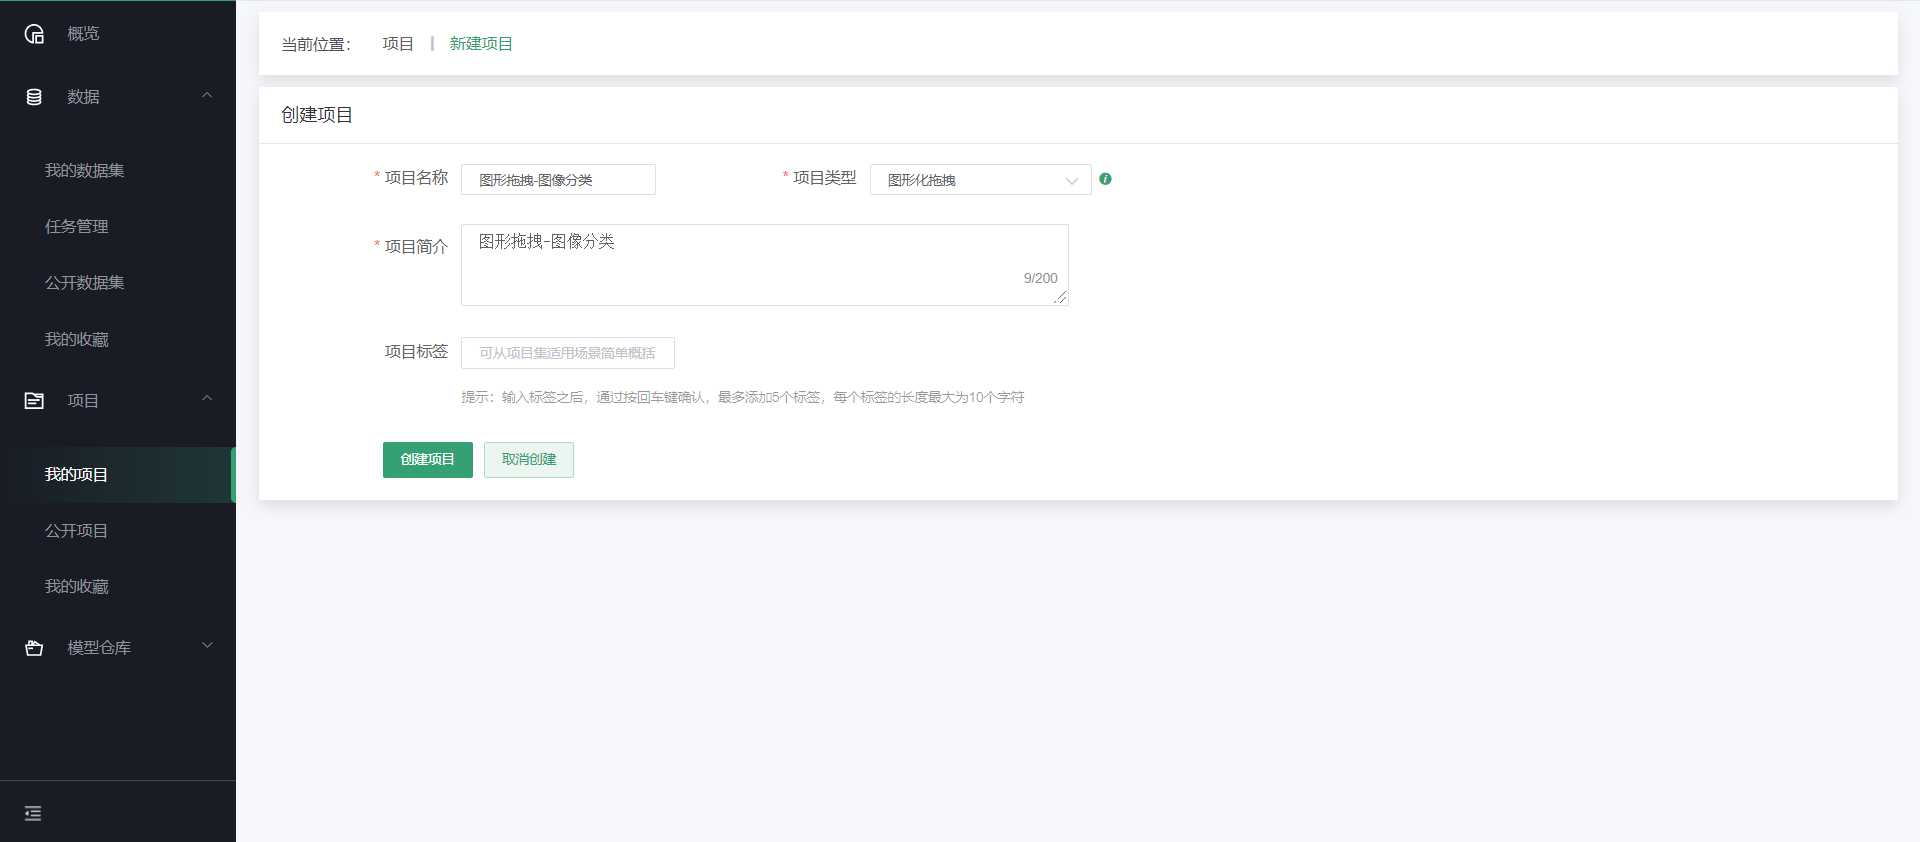 概览
数据
我的数据集
任务管理
公开数据集
我的收藏
项目
我的项目
公开项目
我的收藏
模型仓库
当前位置： 项目 | 新建项目
创建项目
* 项目名称 图形拖拽-图像分类 * 项目类型 图形化拖拽
* 项目简介 图形拖拽-图像分类
9/200
项目标签 可从项目集适用场景简单概括
提示：输入标签之后，通过按回车键确认，最多添加5个标签，每个标签的长度最大为10个字符
创建项目 取消创建